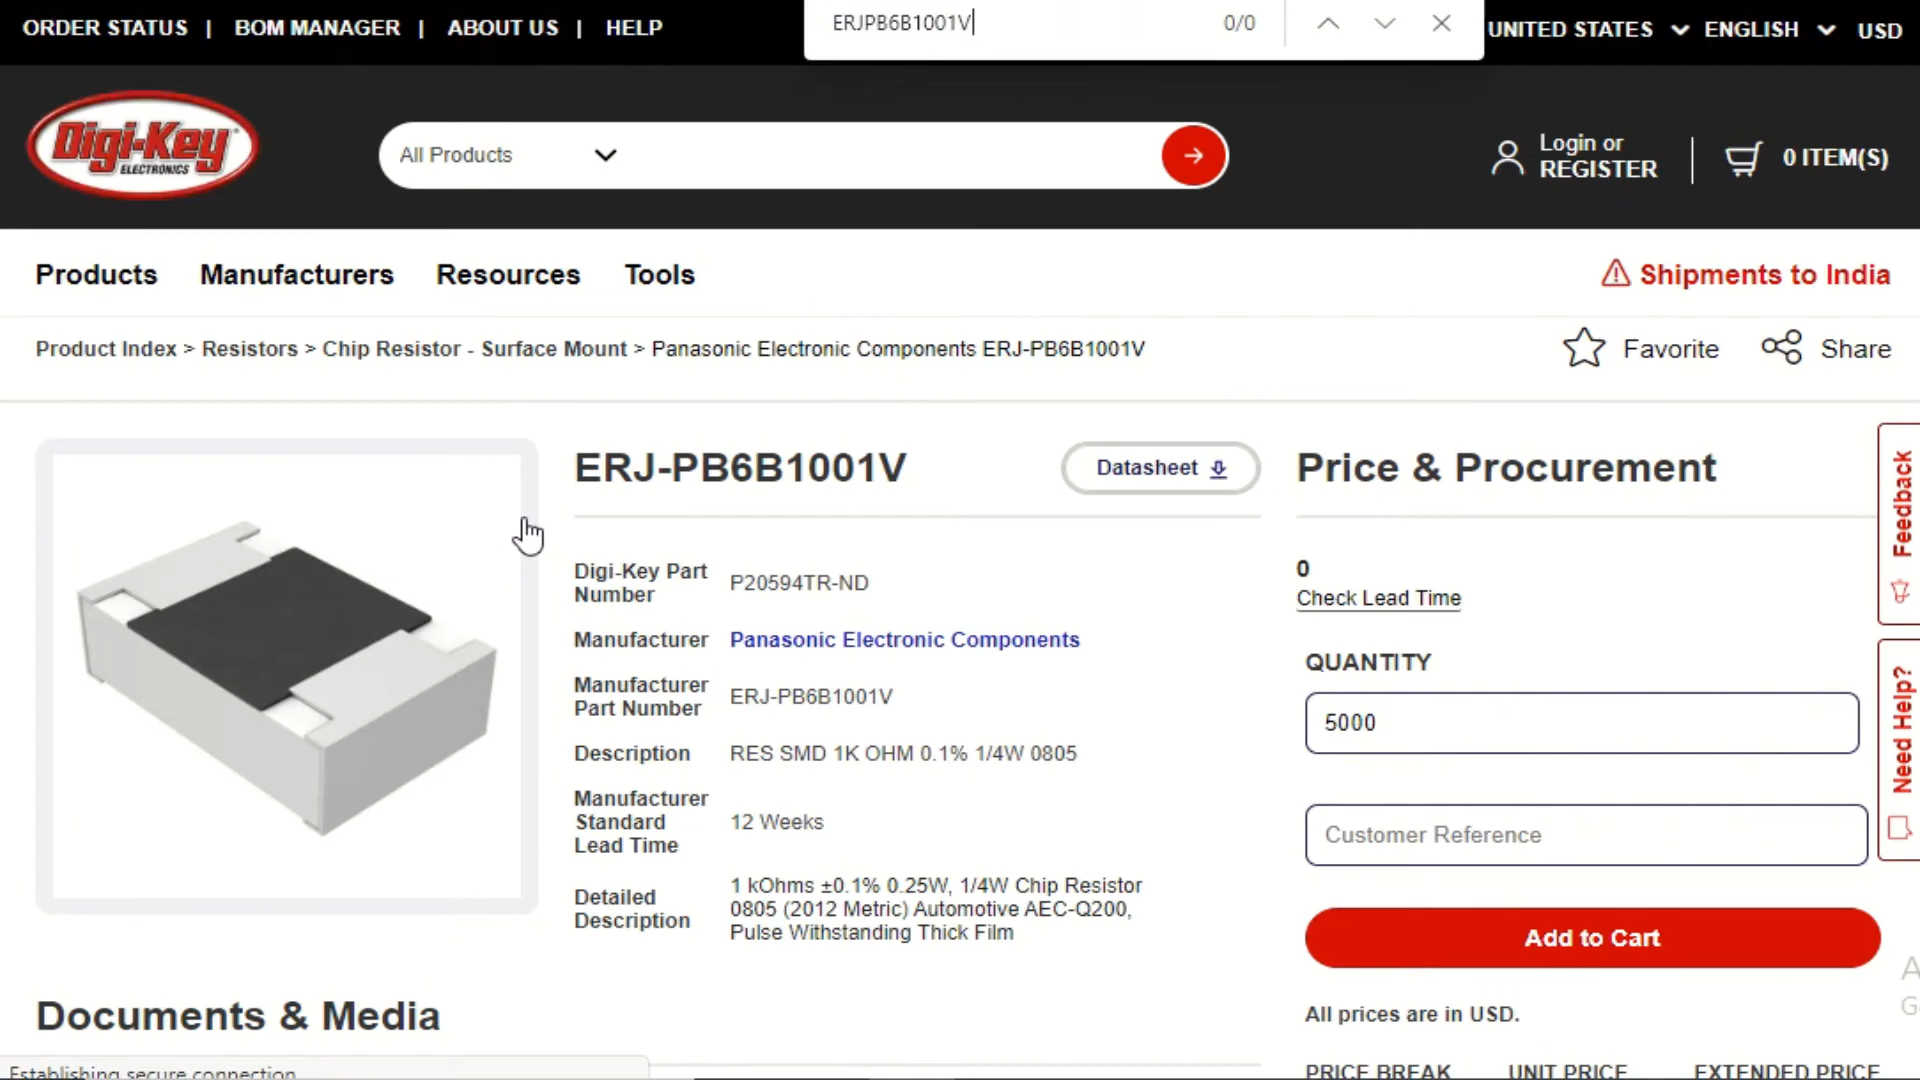 ORDER STATUS | BOM MANAGER | ABOUT US | HELP
ERJPB6B1001V 0/0
UNITED STATES ENGLISH USD
Digi-Key
ELECTRONICS
All Products
Login or
REGISTER
0 ITEM(S)
Products Manufacturers Resources Tools
Shipments to India
Product Index > Resistors > Chip Resistor - Surface Mount > Panasonic Electronic Components ERJ-PB6B1001V
Favorite Share
ERJ-PB6B1001V
Datasheet
Digi-Key Part
Number
P20594TR-ND
Manufacturer Panasonic Electronic Components
Manufacturer
Part Number
ERJ-PB6B1001V
Description RES SMD 1K OHM 0.1% 1/4W 0805
Manufacturer
Standard
Lead Time
12 Weeks
Detailed
Description
1 kOhms ±0.1% 0.25W, 1/4W Chip Resistor
0805 (2012 Metric) Automotive AEC-Q200,
Pulse Withstanding Thick Film
Price & Procurement
0
Check Lead Time
QUANTITY
5000
Customer Reference
Add to Cart
All prices are in USD.
PRICE BREAK UNIT PRICE EXTENDED PRICE
Feedback
Need Help?
Documents & Media
Establishing secure connection